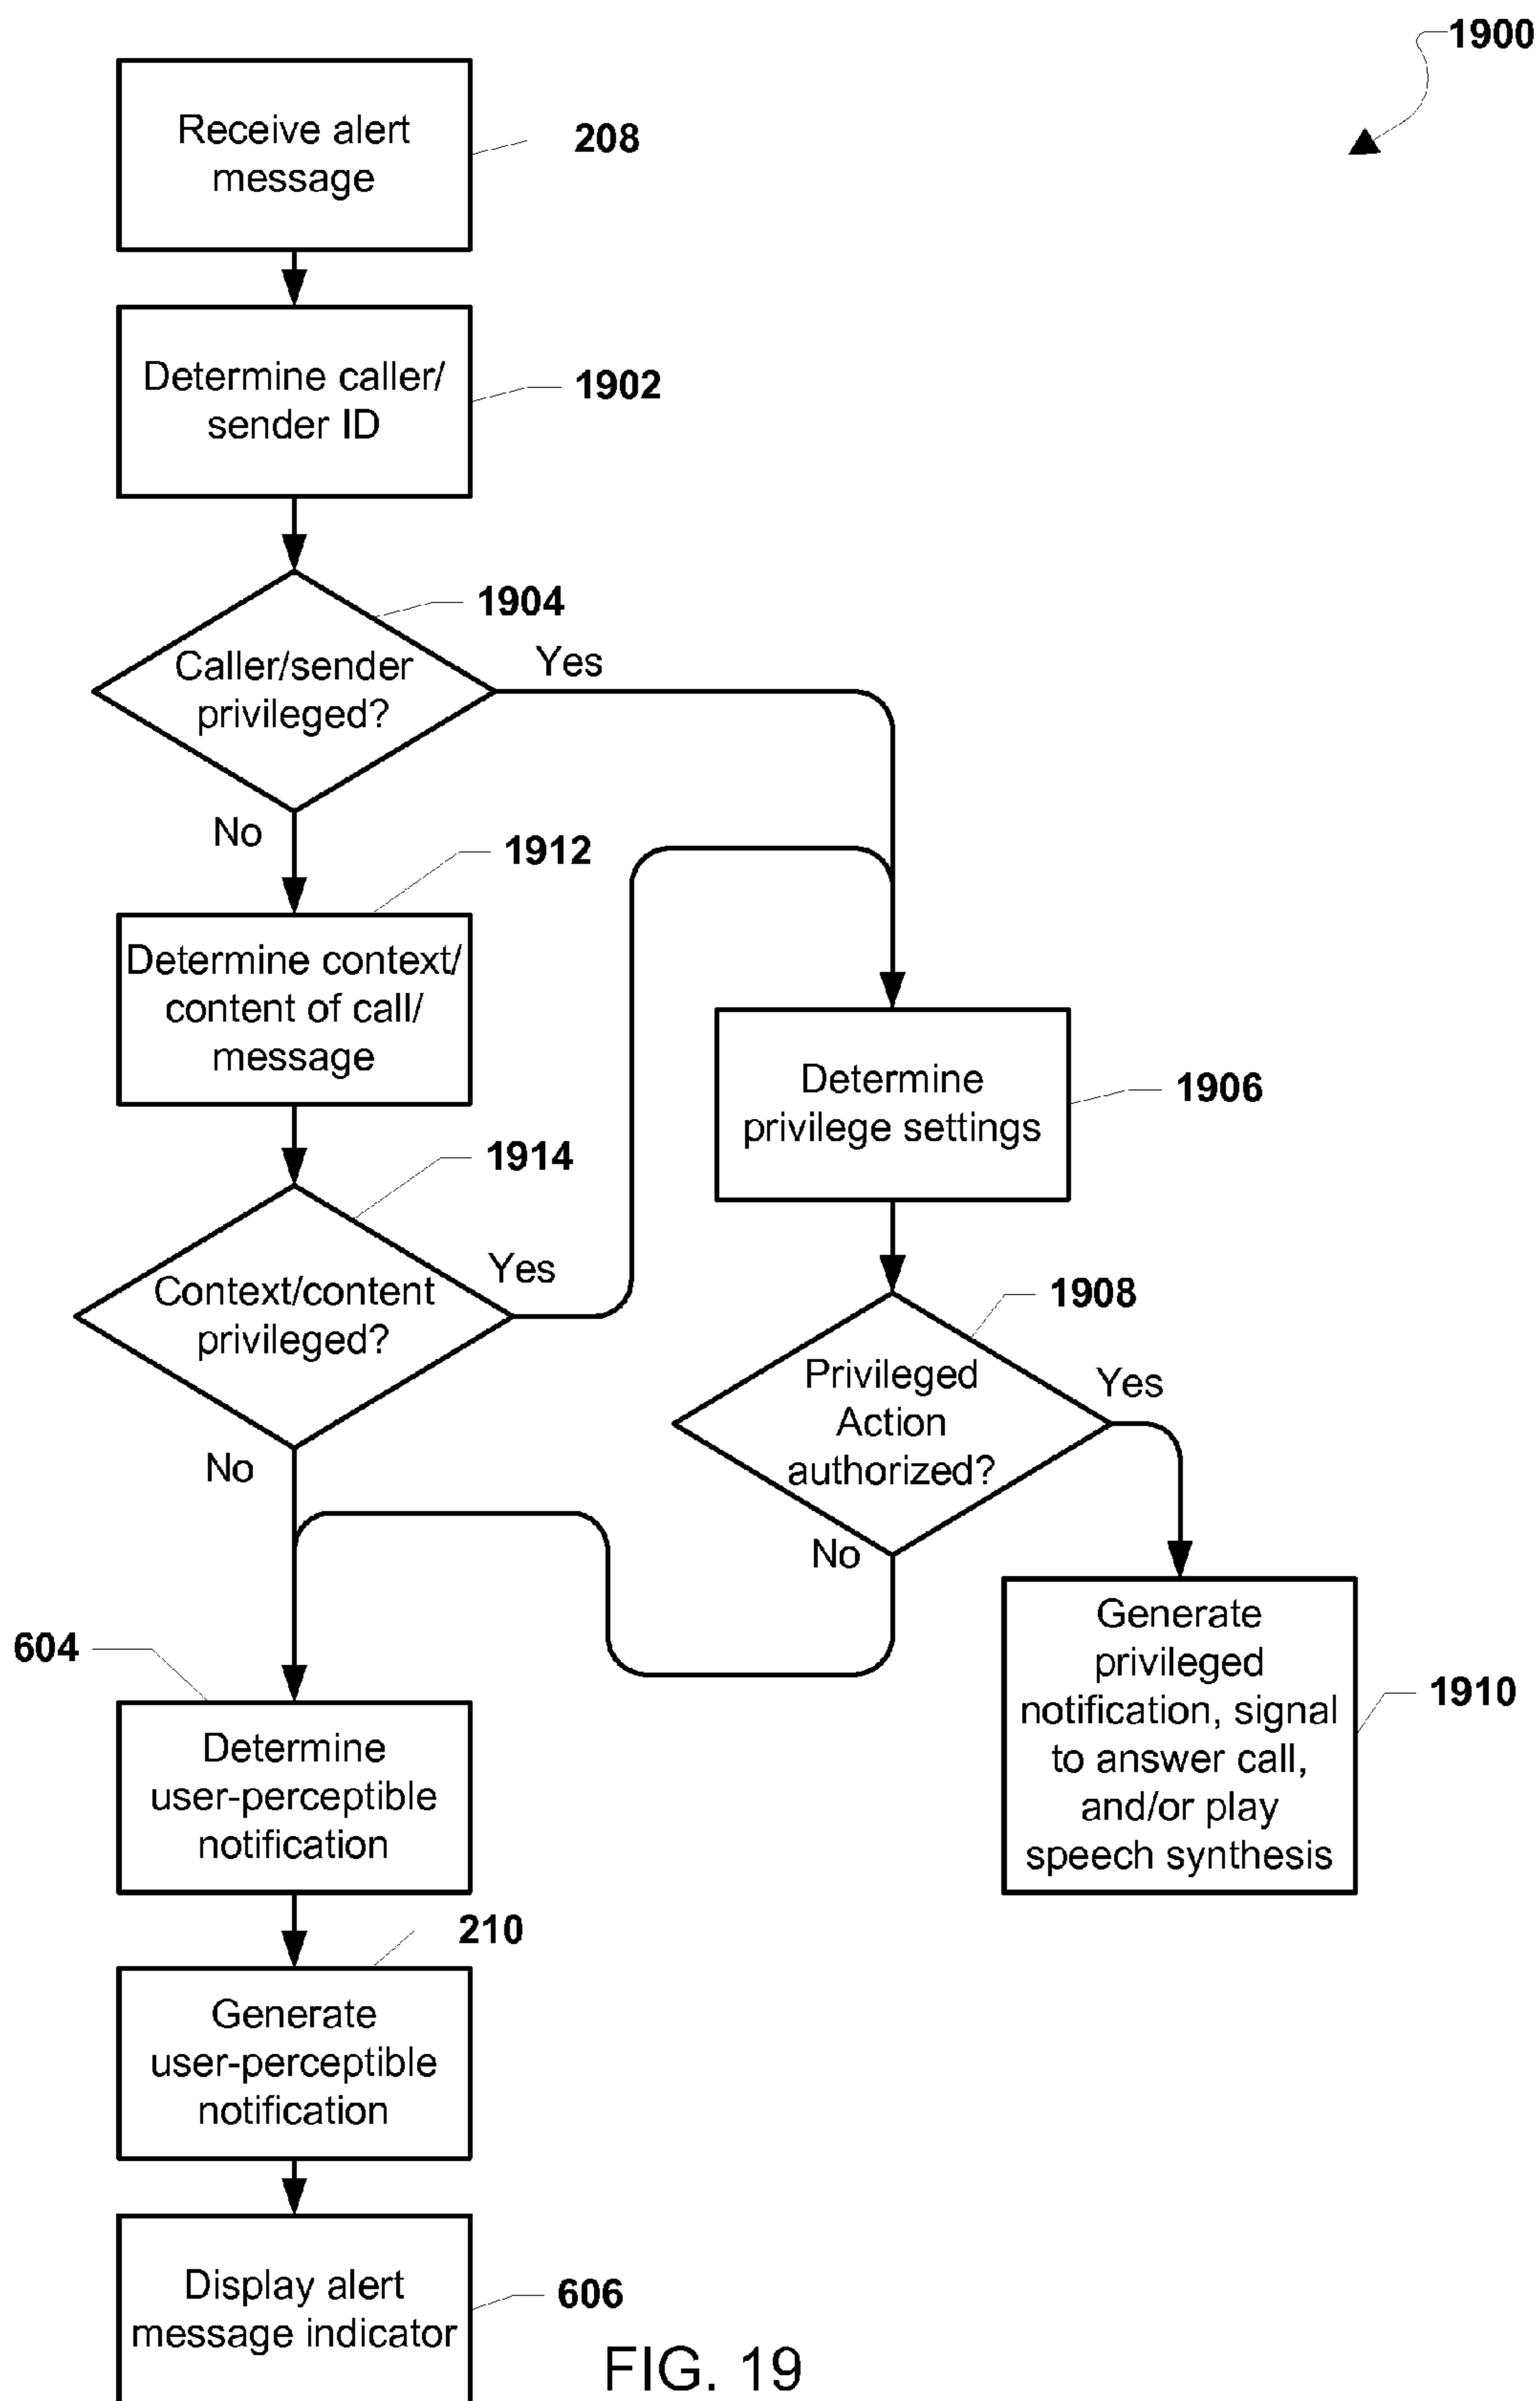 1900
Receive alert
message
208
Determine caller/
sender ID
1902
1904
Caller/sender
privileged?
Yes
No
1912
Determine context/
content of call/
message
Determine
privilege settings
1906
1914
Context/content
privileged?
Yes
No
1908
Privileged
Action
authorized?
Yes
No
Generate
privileged
notification, signal
to answer call,
and/or play
speech synthesis
1910
604
Determine
user-perceptible
notification
210
Generate
user-perceptible
notification
Display alert
message indicator
606
FIG. 19